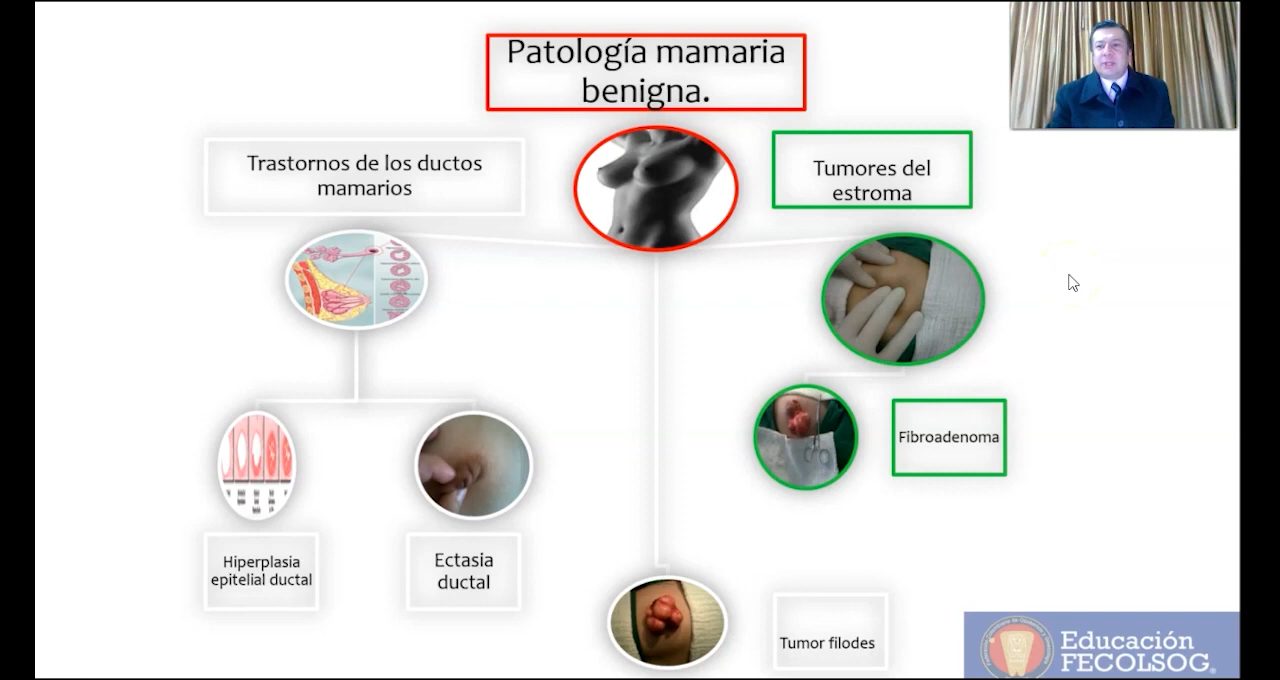 Patología mamaria
benigna.
Trastornos de los ductos
mamarios
Tumores del
estroma
Fibroadenoma
Hiperplasia
epitelial ductal
Ectasia
ductal
Tumor filodes
Educación
FECOLSOG®